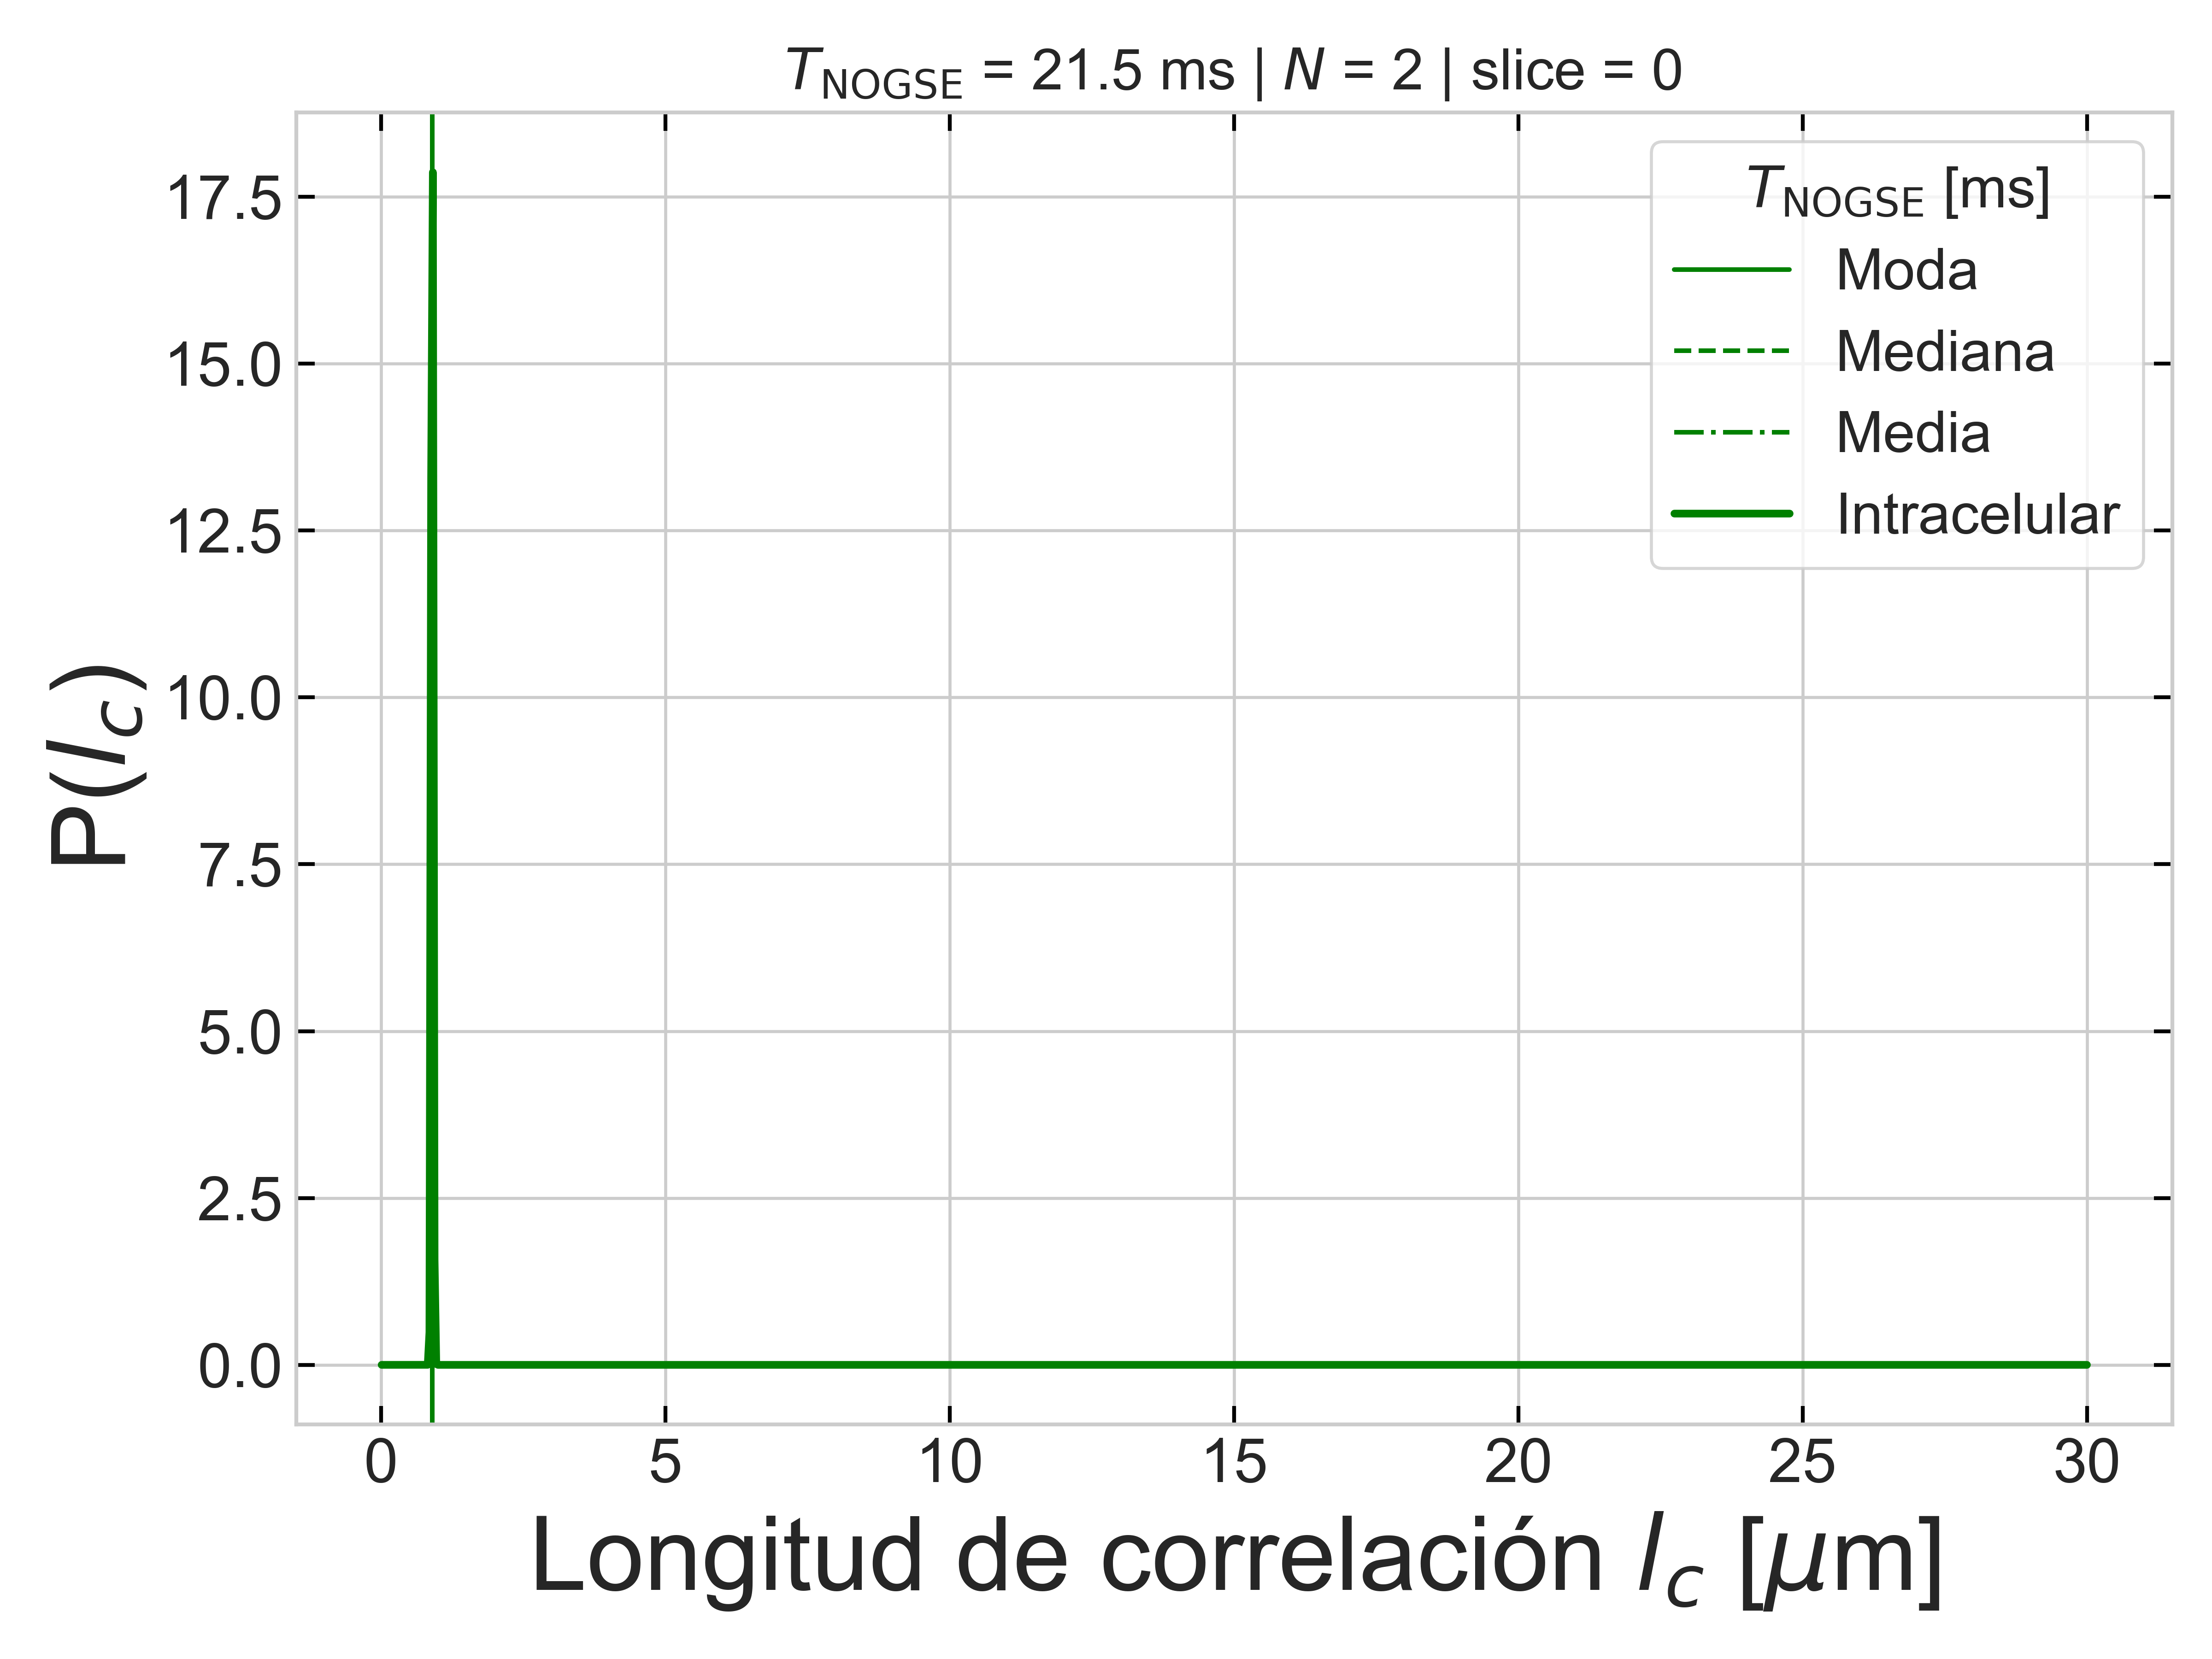 T_NOGSE = 21.5 ms | N = 2 | slice = 0
T_NOGSE [ms]
Moda
Mediana
Media
Intracelular
P(l_c)
17.5
15.0
12.5
10.0
7.5
5.0
2.5
0.0
0 5 10 15 20 25 30
Longitud de correlación l_c [μm]